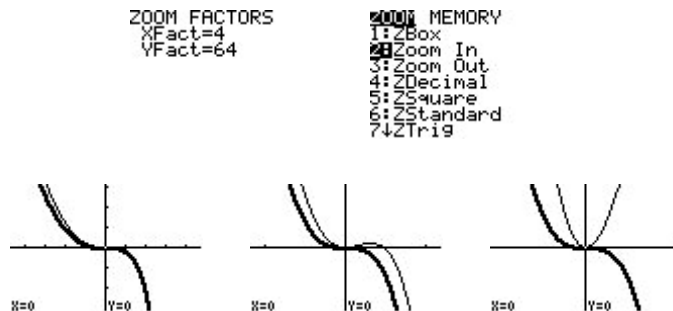 ZOOM FACTORS
XFact=4
YFact=64
ZOOM MEMORY
1:ZBox
2:Zoom In
3:Zoom Out
4:ZDecimal
5:ZSquare
6:ZStandard
7↓ZTrig
X=0 Y=0
X=0 Y=0
X=0 Y=0